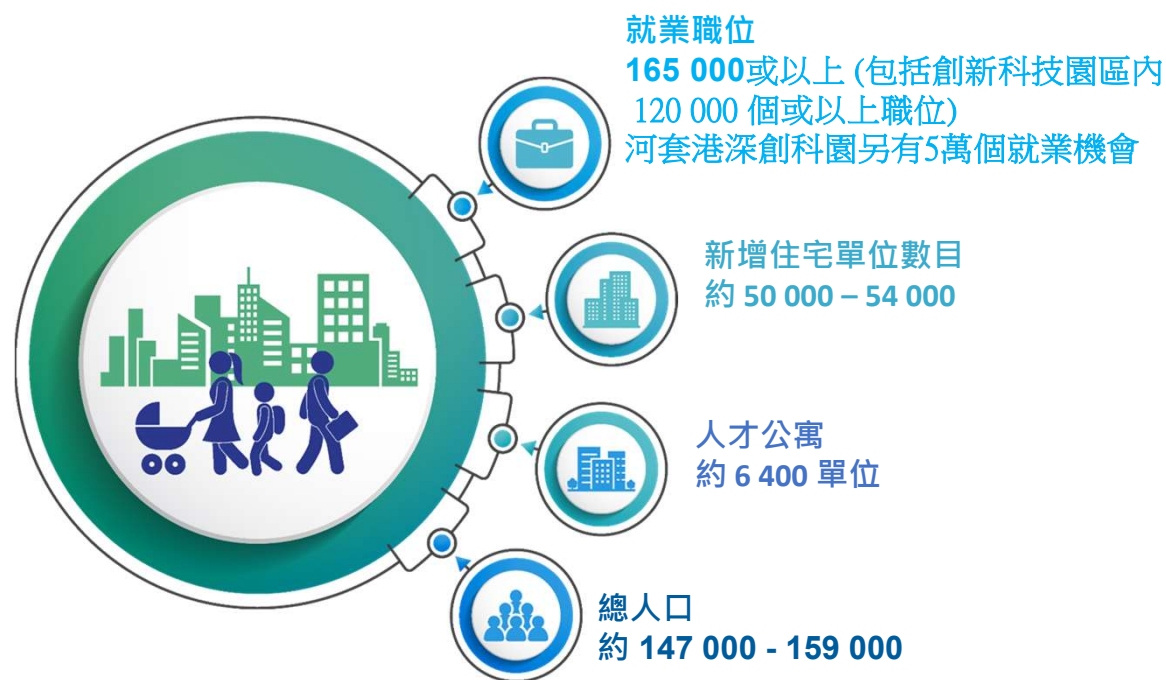 就業職位
165 000或以上 (包括創新科技園區內
120 000 個或以上職位)
河套港深創科園另有5萬個就業機會
新增住宅單位數目
約 50 000 – 54 000
人才公寓
約 6 400 單位
總人口
約 147 000 - 159 000